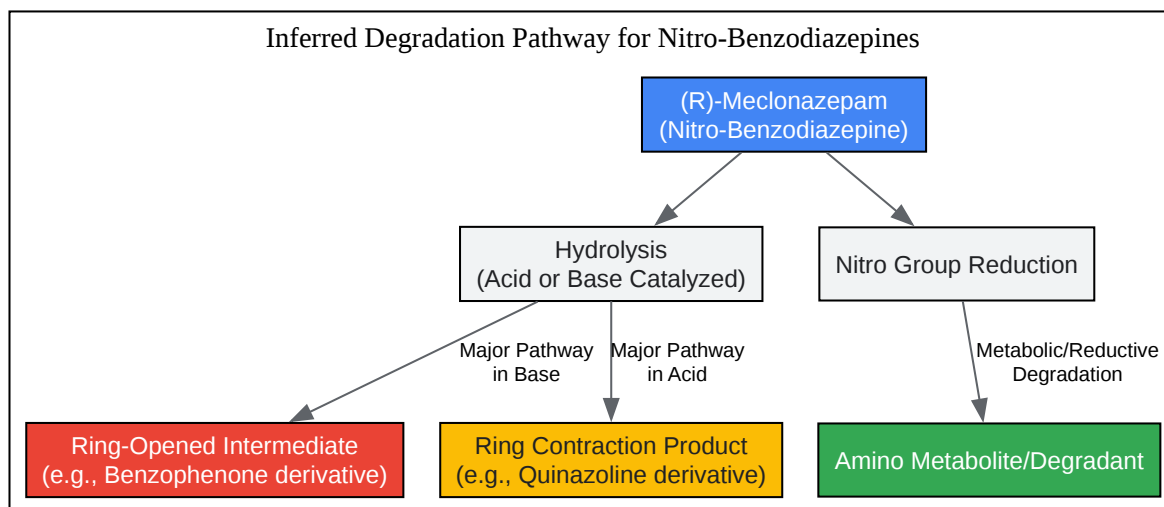 Inferred Degradation Pathway for Nitro-Benzodiazepines
(R)-Meclonazepam
(Nitro-Benzodiazepine)
Hydrolysis
(Acid or Base Catalyzed)
Nitro Group Reduction
Major Pathway
in Base
Major Pathway
in Acid
Metabolic/Reductive
Degradation
Ring-Opened Intermediate
(e.g., Benzophenone derivative)
Ring Contraction Product
(e.g., Quinazoline derivative)
Amino Metabolite/Degradant